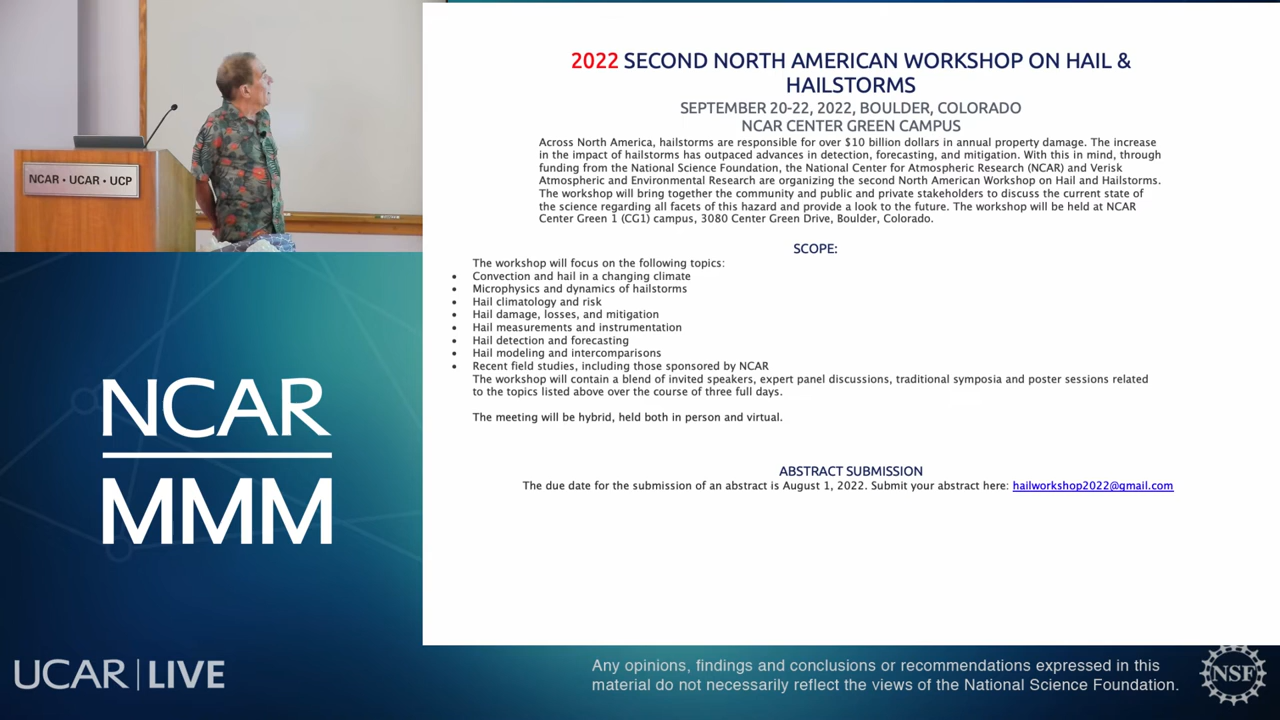 NCAR • UCAR • UCP
2022 SECOND NORTH AMERICAN WORKSHOP ON HAIL &
HAILSTORMS
SEPTEMBER 20-22, 2022, BOULDER, COLORADO
NCAR CENTER GREEN CAMPUS
Across North America, hailstorms are responsible for over $10 billion dollars in annual property damage. The increase
in the impact of hailstorms has outpaced advances in detection, forecasting, and mitigation. With this in mind, through
funding from the National Science Foundation, the National Center for Atmospheric Research (NCAR) and Verisk
Atmospheric and Environmental Research are organizing the second North American Workshop on Hail and Hailstorms.
The workshop will bring together the community and public and private stakeholders to discuss the current state of
the science regarding all facets of this hazard and provide a look to the future. The workshop will be held at NCAR
Center Green 1 (CG1) campus, 3080 Center Green Drive, Boulder, Colorado.
SCOPE:
The workshop will focus on the following topics:
• Convection and hail in a changing climate
• Microphysics and dynamics of hailstorms
• Hail climatology and risk
• Hail damage, losses, and mitigation
• Hail measurements and instrumentation
• Hail detection and forecasting
• Hail modeling and intercomparisons
• Recent field studies, including those sponsored by NCAR
The workshop will contain a blend of invited speakers, expert panel discussions, traditional symposia and poster sessions related
to the topics listed above over the course of three full days.
The meeting will be hybrid, held both in person and virtual.
ABSTRACT SUBMISSION
The due date for the submission of an abstract is August 1, 2022. Submit your abstract here: hailworkshop2022@gmail.com
NCAR
MMM
UCAR | LIVE
Any opinions, findings and conclusions or recommendations expressed in this
material do not necessarily reflect the views of the National Science Foundation.
NSF